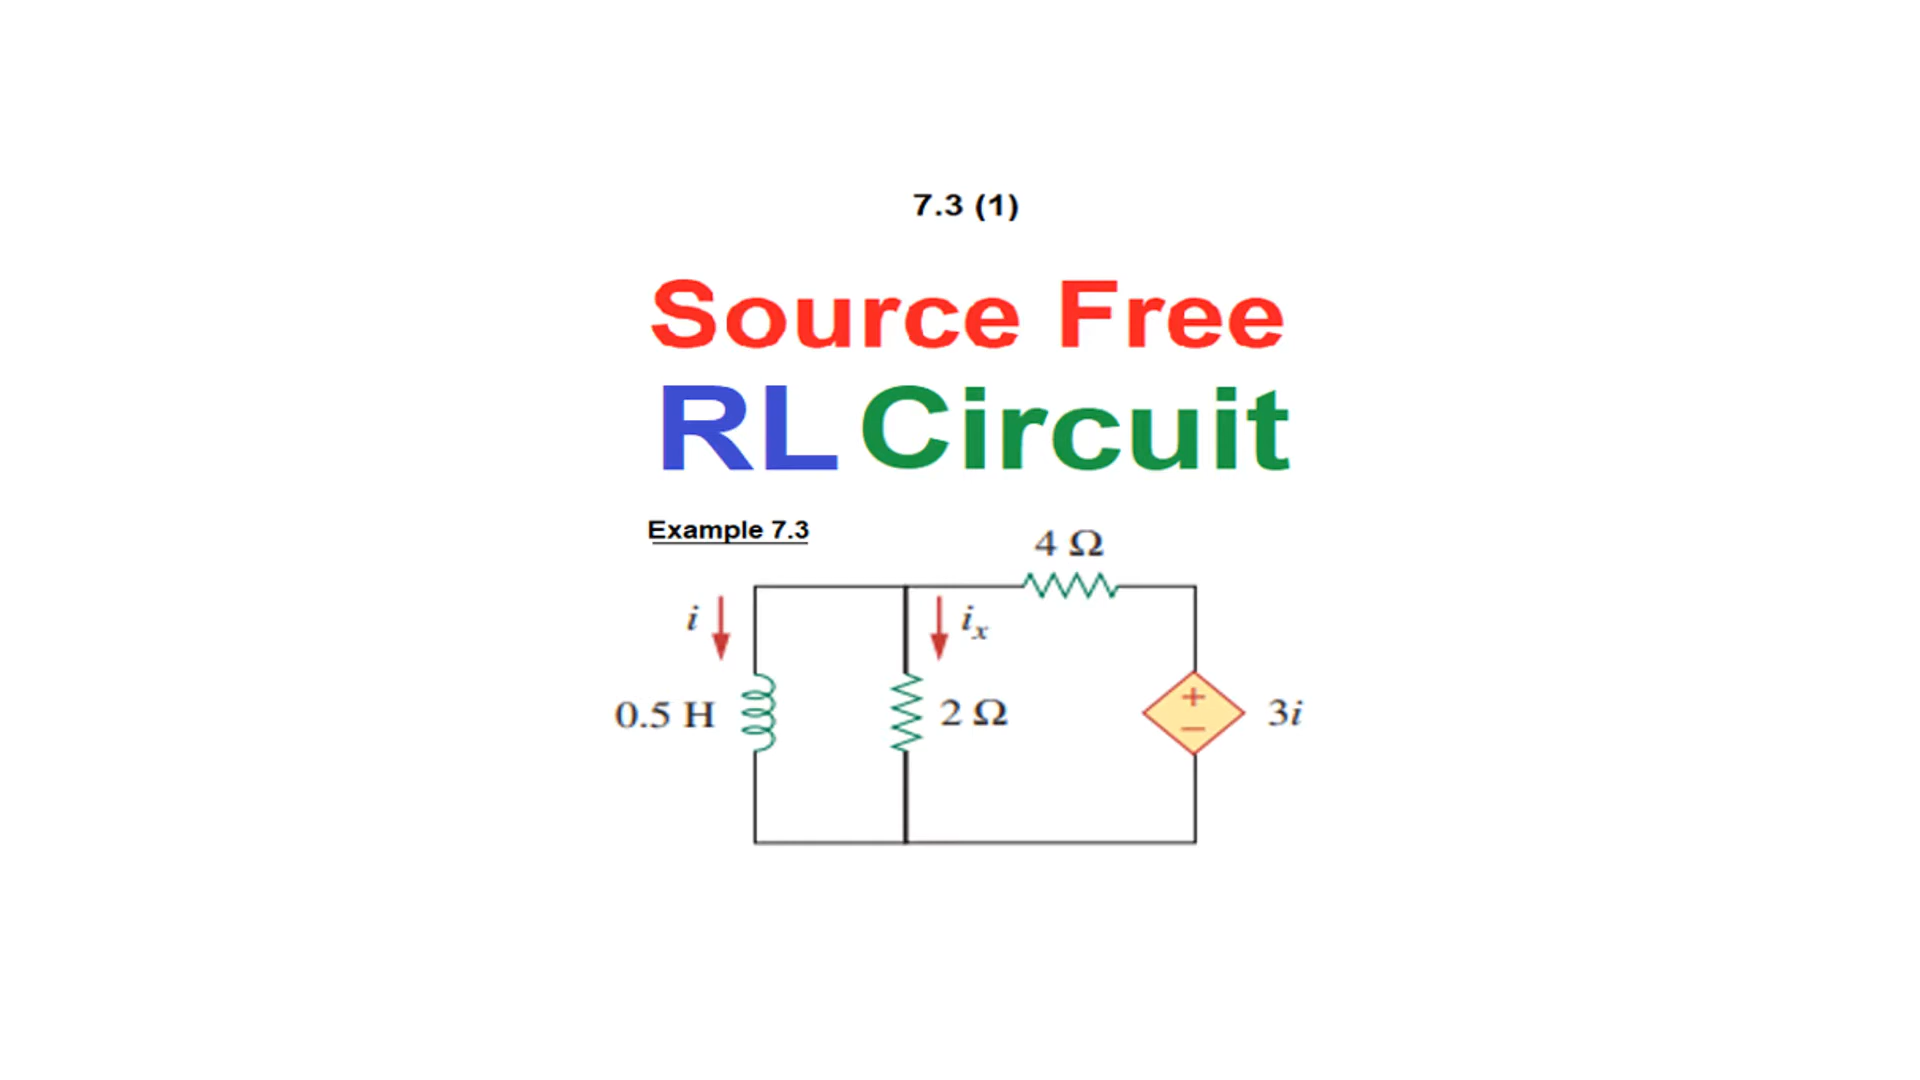 7.3 (1)
Source Free
RL Circuit
Example 7.3
4 Ω
i
iₓ
0.5 H
2 Ω
+
−
3i